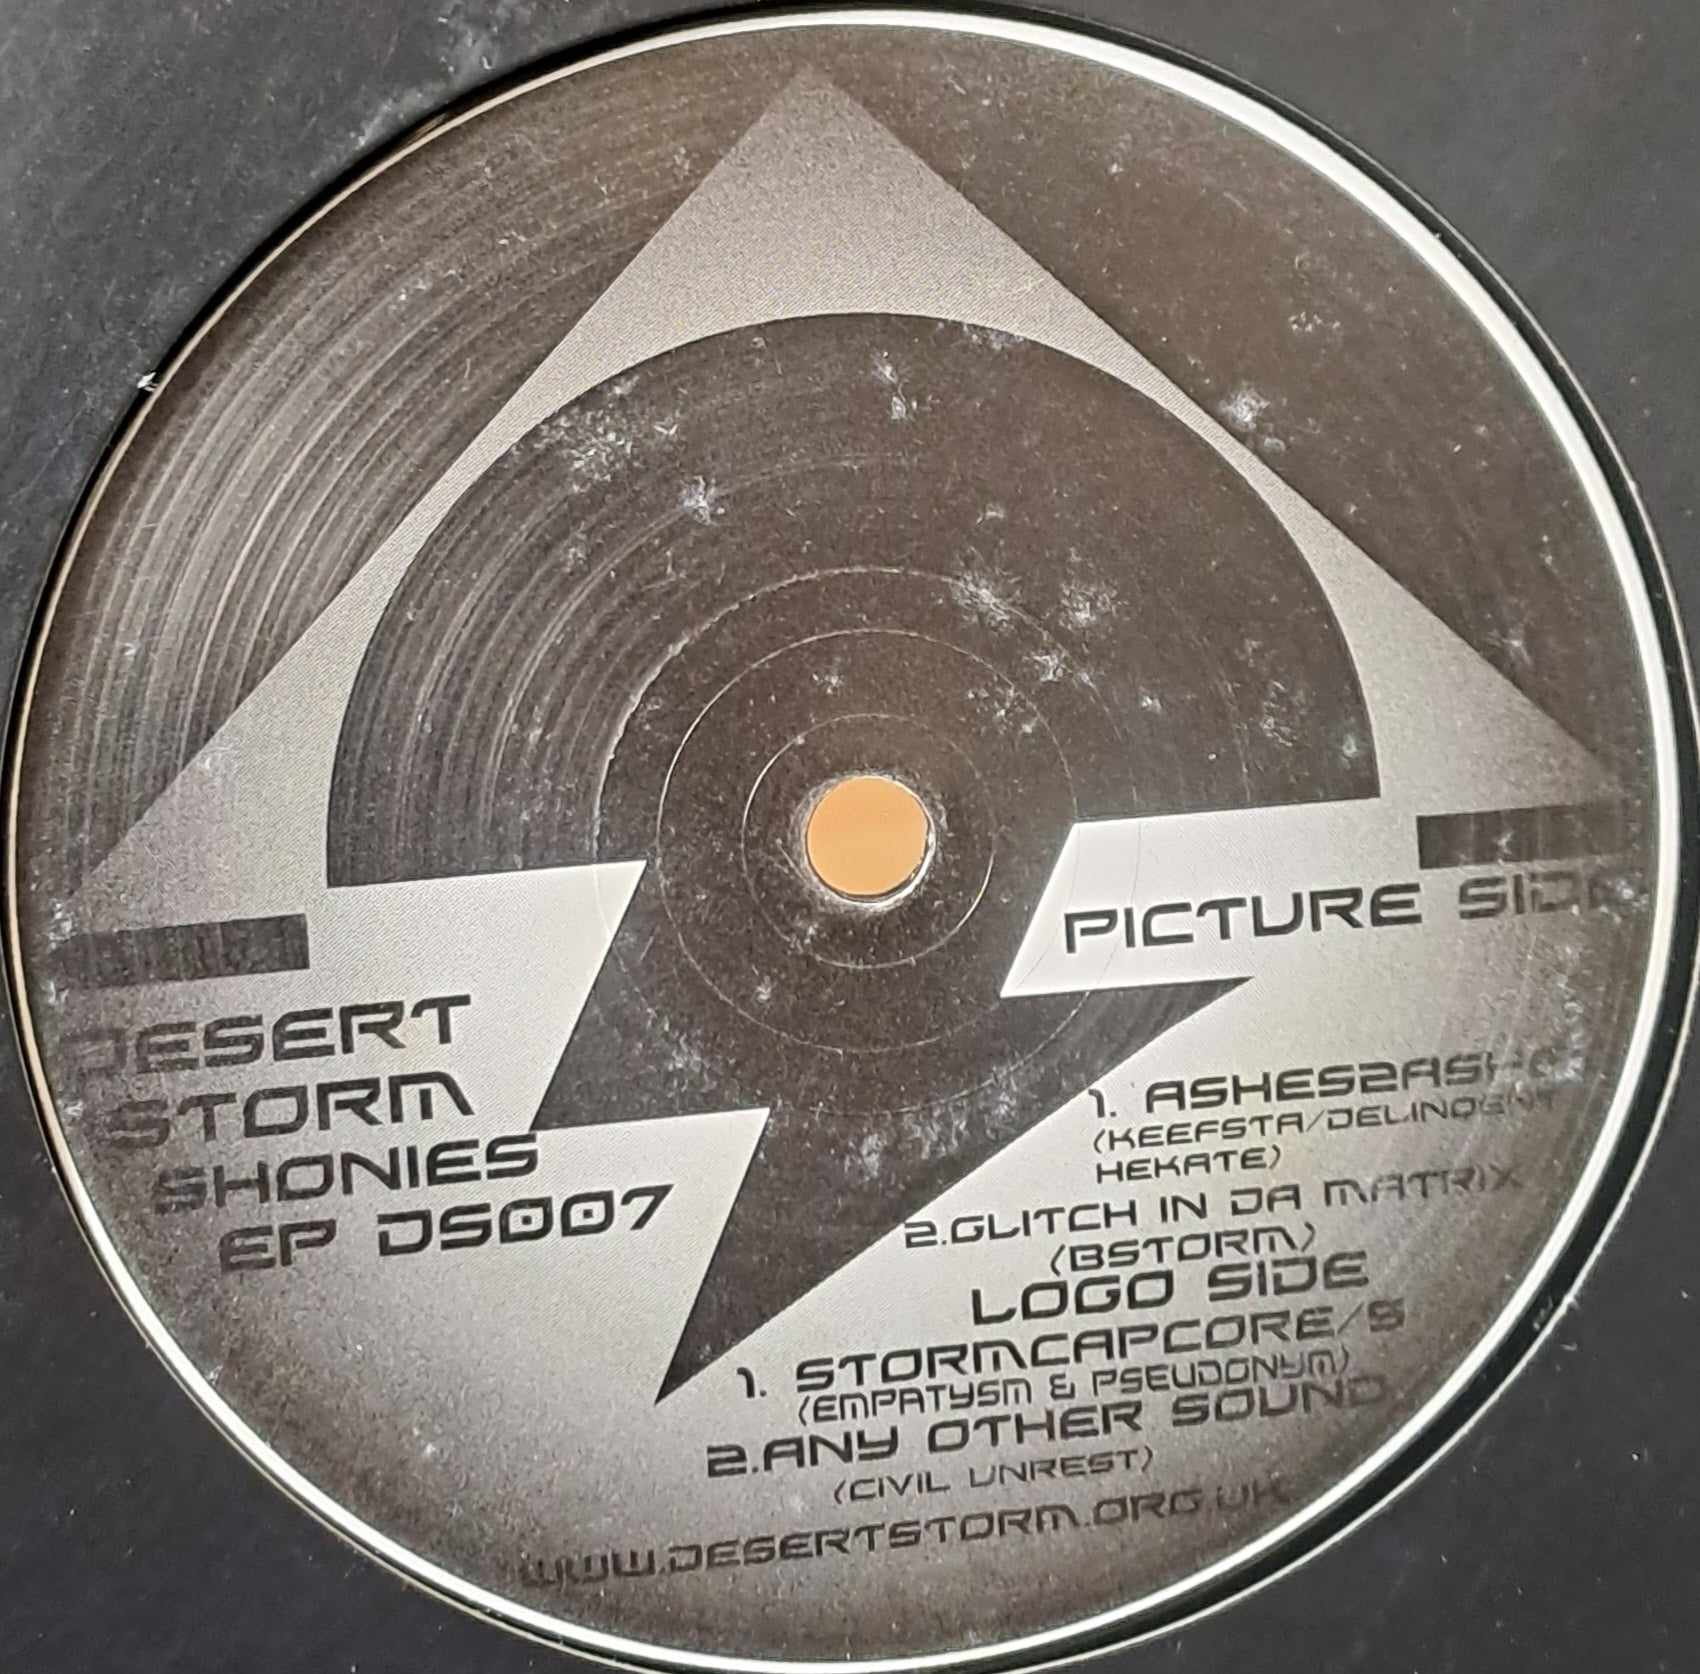 DESERT
STORM
SHONIES
EP DS007
PICTURE SIDE
1. ASHES2ASHE
(KEEFSTA/DELINQENT
HEKATE)
2.GLITCH IN DA MATRIX
(BSTORM)
LOGO SIDE
1. STORMCAPCORE/S
(EMPATYSM & PSEUDONYM)
2.ANY OTHER SOUND
(CIVIL UNREST)
WWW.DESERTSTORM.ORG.UK